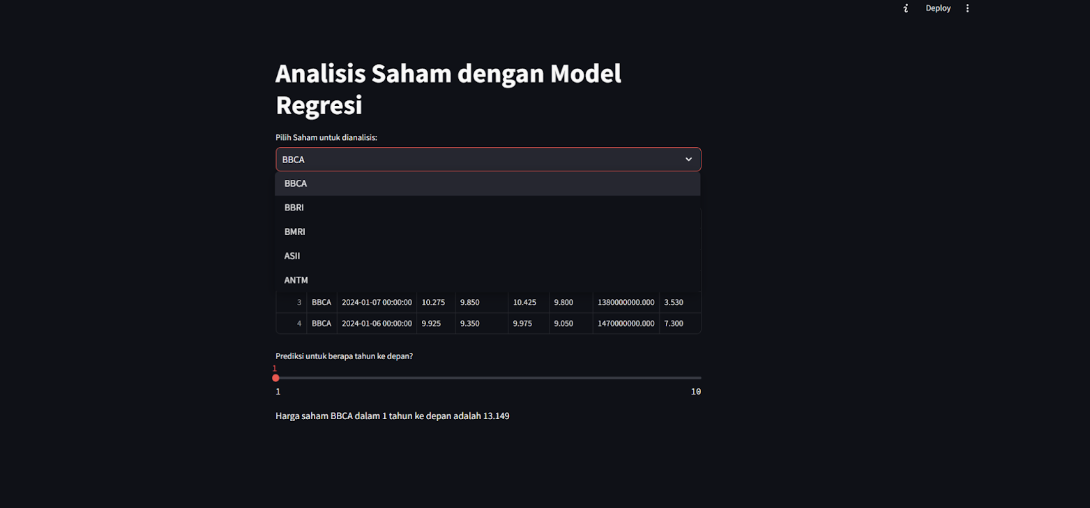 Deploy
Analisis Saham dengan Model
Regresi
Pilih Saham untuk dianalisis:
BBCA
BBCA
BBRI
BMRI
ASII
ANTM
3 BBCA 2024-01-07 00:00:00 10.275 9.850 10.425 9.800 1380000000.000 3.530
4 BBCA 2024-01-06 00:00:00 9.925 9.350 9.975 9.050 1470000000.000 7.300
Prediksi untuk berapa tahun ke depan?
1
1 10
Harga saham BBCA dalam 1 tahun ke depan adalah 13.149